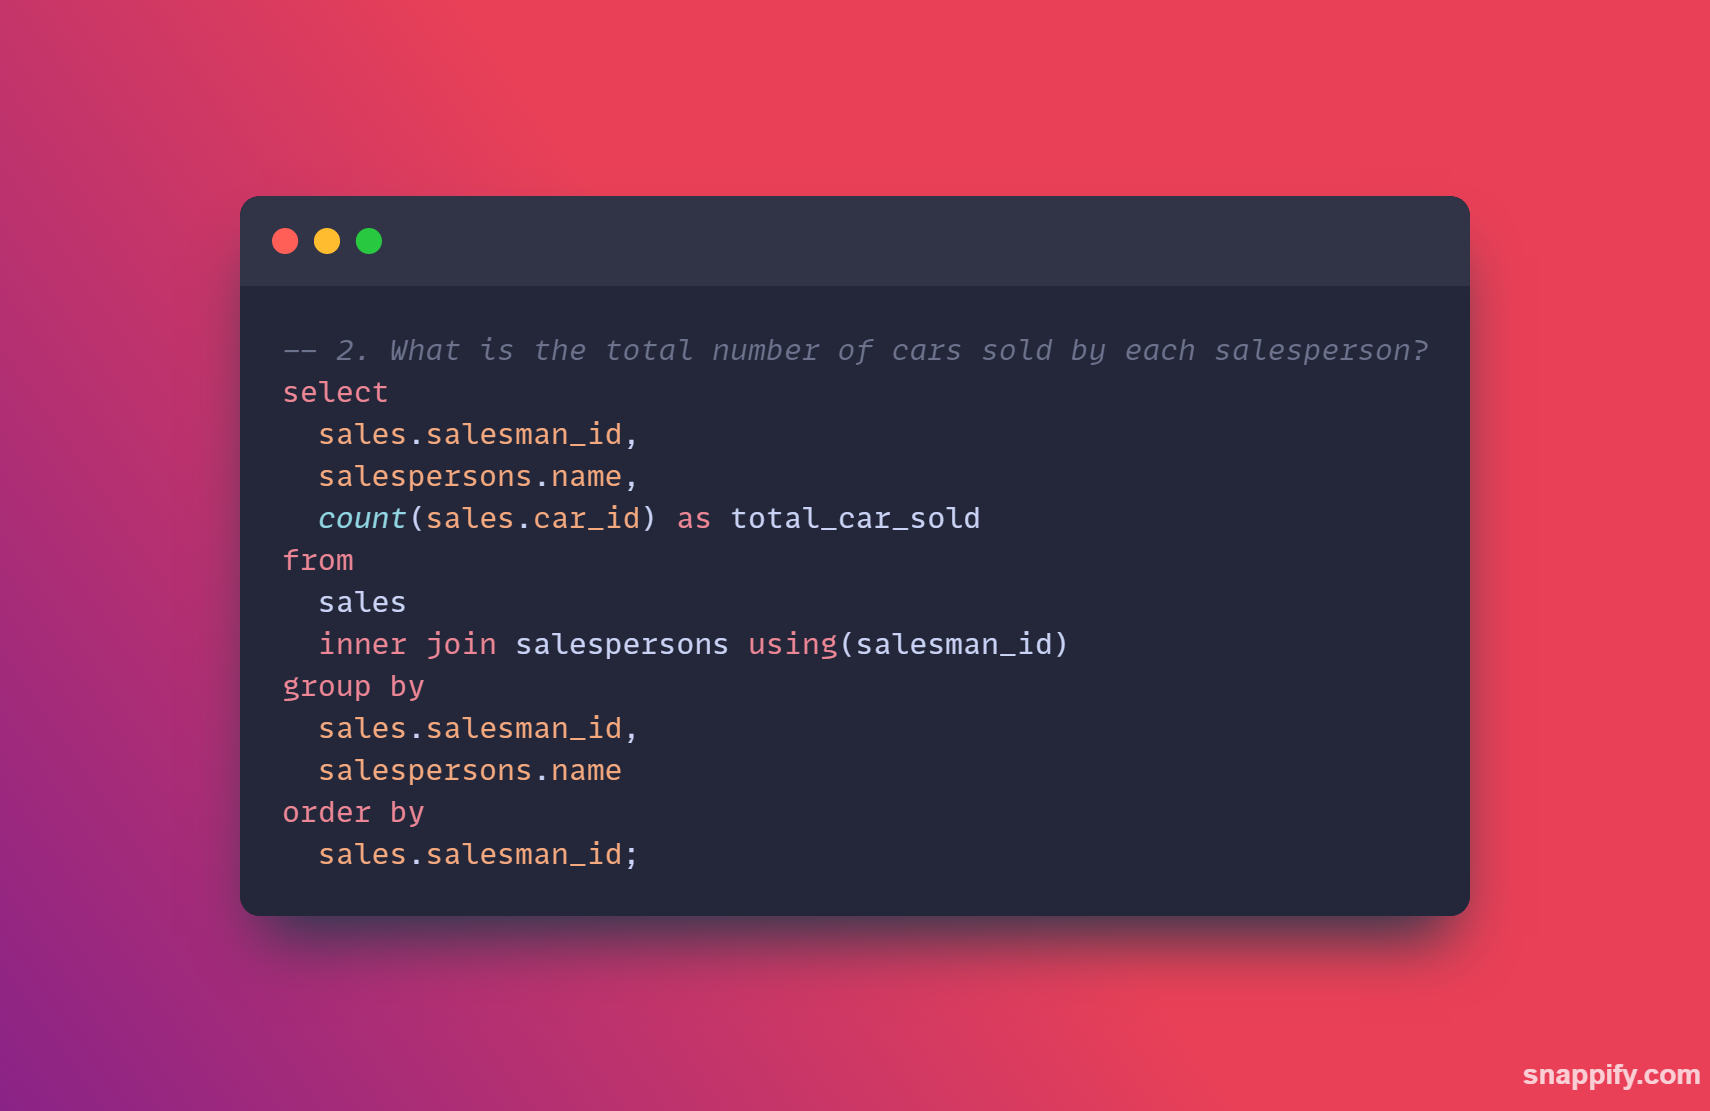 -- 2. What is the total number of cars sold by each salesperson?
select
  sales.salesman_id,
  salespersons.name,
  count(sales.car_id) as total_car_sold
from
  sales
  inner join salespersons using(salesman_id)
group by
  sales.salesman_id,
  salespersons.name
order by
  sales.salesman_id;
snappify.com